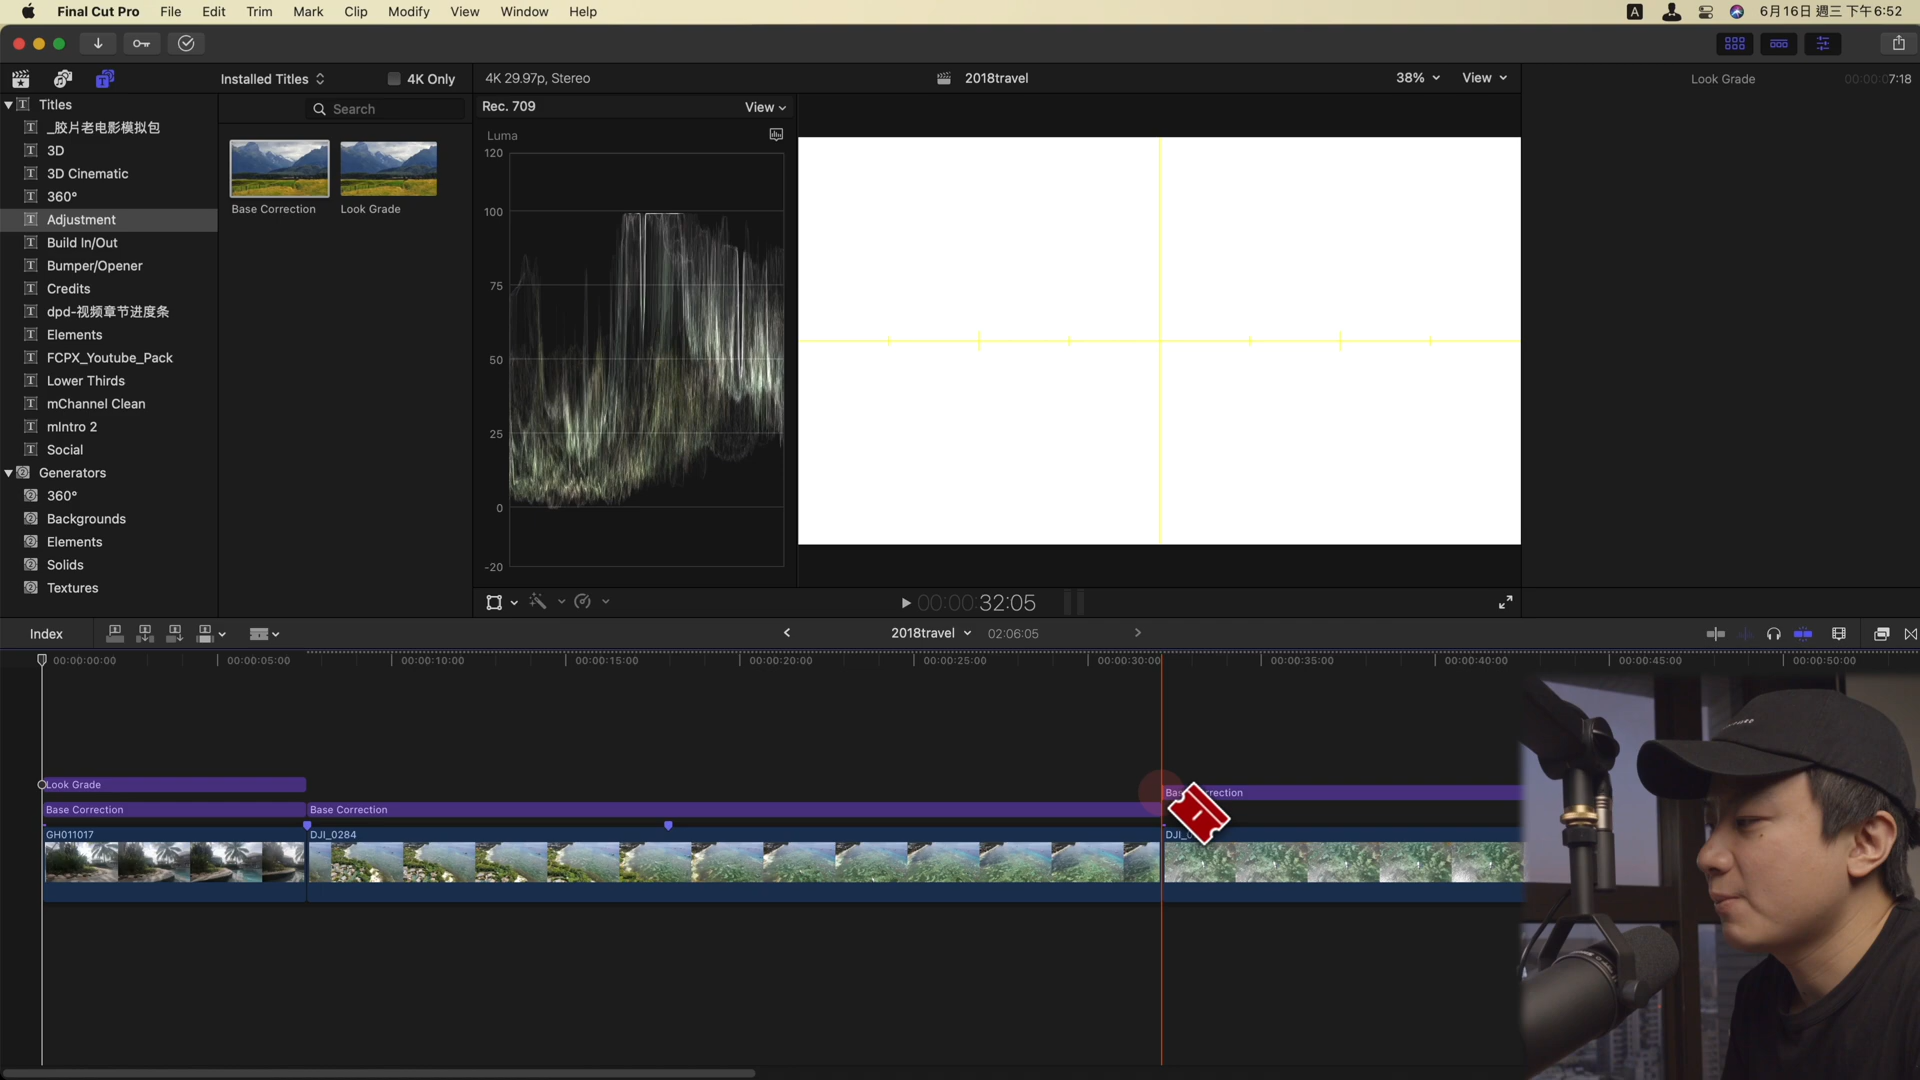 Final Cut Pro File Edit Trim Mark Clip Modify View Window Help
A 6月16日 週三 下午6:52
Installed Titles 4K Only
4K 29.97p, Stereo 2018travel 38% View
Look Grade 00:00:07:18
Titles
_胶片老电影模拟包
3D
3D Cinematic
360°
Adjustment
Build In/Out
Bumper/Opener
Credits
dpd-视频章节进度条
Elements
FCPX_Youtube_Pack
Lower Thirds
mChannel Clean
mIntro 2
Social
Generators
360°
Backgrounds
Elements
Solids
Textures
Search
Base Correction
Look Grade
Rec. 709 View
Luma
120
100
75
50
25
0
-20
00:00:00:32:05
Index
2018travel 02:06:05
00:00:00:00 00:00:05:00 00:00:10:00 00:00:15:00 00:00:20:00 00:00:25:00 00:00:30:00 00:00:35:00 00:00:40:00 00:00:45:00 00:00:50:00
Look Grade
Base Correction Base Correction
GH011017 DJI_0284